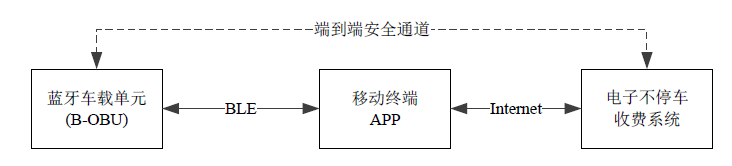 端到端安全通道
蓝牙车载单元
(B-OBU)
BLE
移动终端
APP
Internet
电子不停车
收费系统